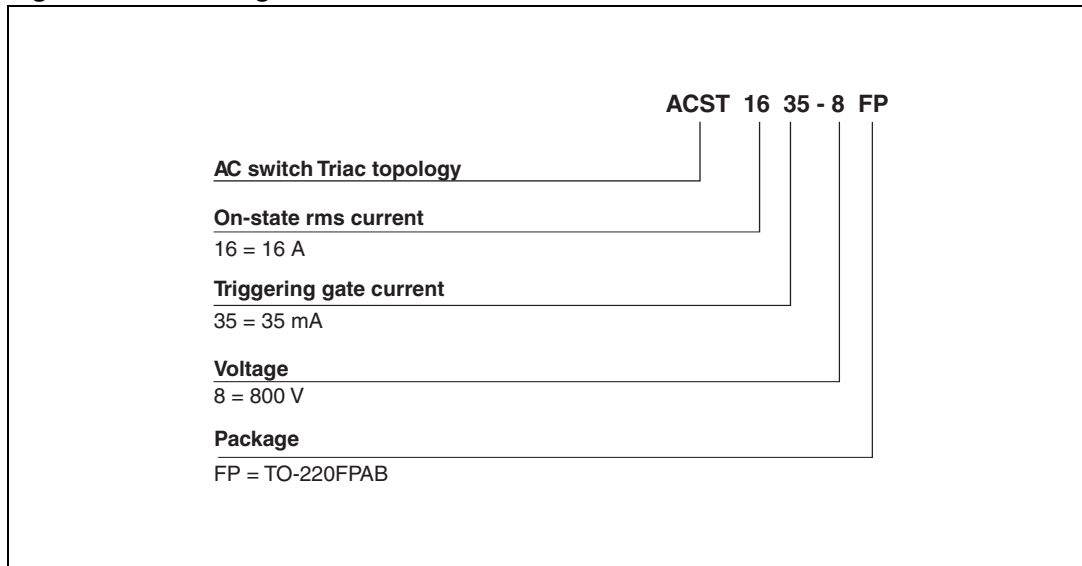 ACST 16 35 - 8 FP
AC switch Triac topology
On-state rms current
16 = 16 A
Triggering gate current
35 = 35 mA
Voltage
8 = 800 V
Package
FP = TO-220FPAB